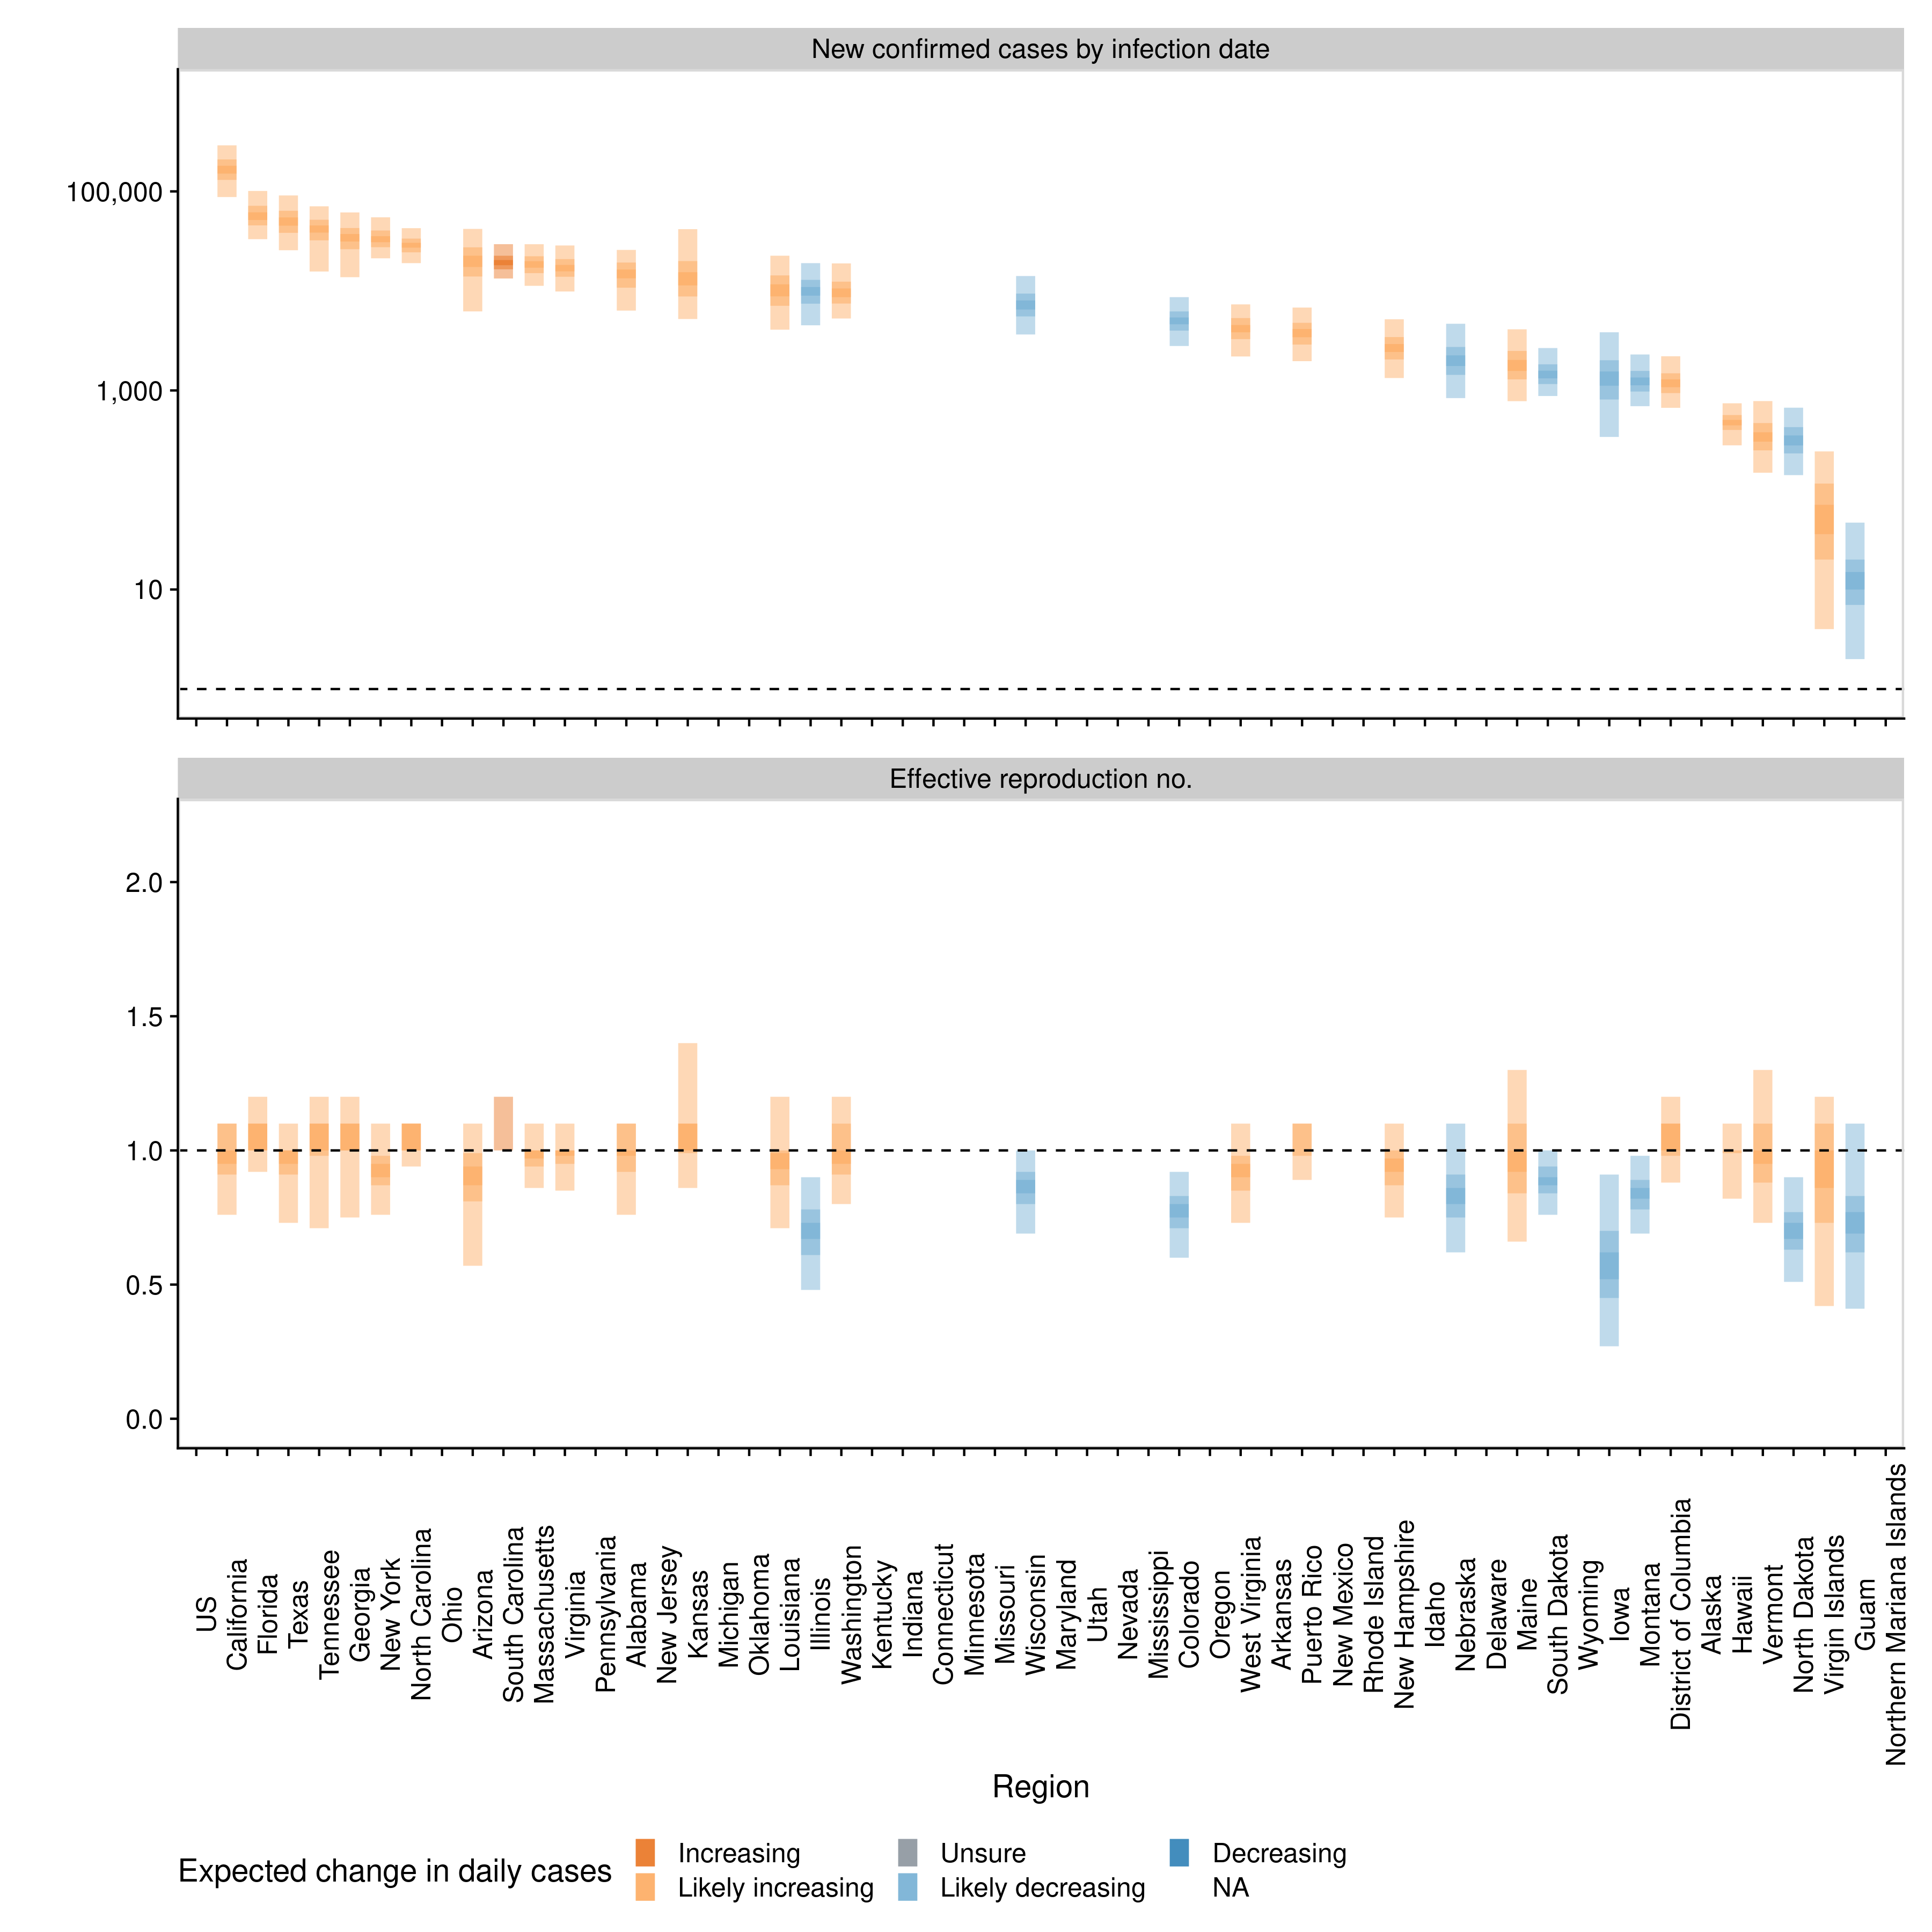 New confirmed cases by infection date
100,000
1,000
10
Effective reproduction no.
2.0
1.5
1.0
0.5
0.0
US
California
Florida
Texas
Tennessee
Georgia
New York
North Carolina
Ohio
Arizona
South Carolina
Massachusetts
Virginia
Pennsylvania
Alabama
New Jersey
Kansas
Michigan
Oklahoma
Louisiana
Illinois
Washington
Kentucky
Indiana
Connecticut
Minnesota
Missouri
Wisconsin
Maryland
Utah
Nevada
Mississippi
Colorado
Oregon
West Virginia
Arkansas
Puerto Rico
New Mexico
Rhode Island
New Hampshire
Idaho
Nebraska
Delaware
Maine
South Dakota
Wyoming
Iowa
Montana
District of Columbia
Alaska
Hawaii
Vermont
North Dakota
Virgin Islands
Guam
Northern Mariana Islands
Region
Expected change in daily cases
Increasing
Unsure
Decreasing
Likely increasing
Likely decreasing
NA